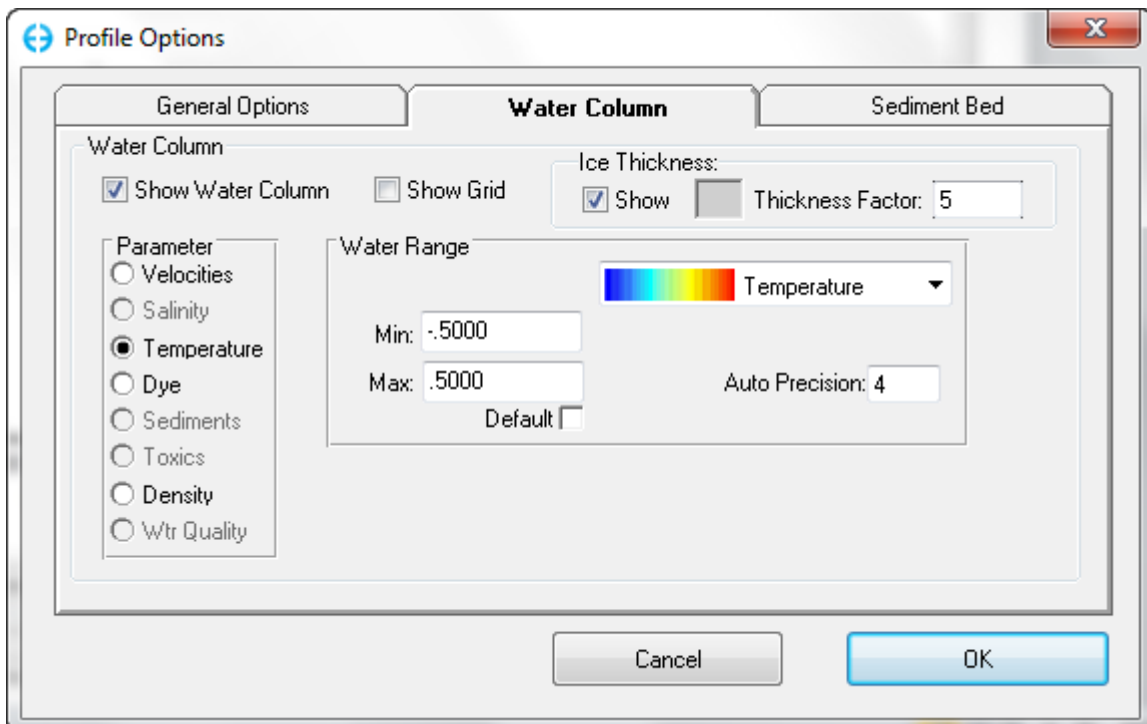 Profile Options
General Options Water Column Sediment Bed
Water Column
Ice Thickness:
Show Water Column Show Grid Show Thickness Factor: 5
Parameter Water Range
Velocities Temperature
Salinity
Min: -.5000
Temperature
Max: .5000 Auto Precision: 4
Dye
Default
Sediments
Toxics
Density
Wtr Quality
Cancel OK